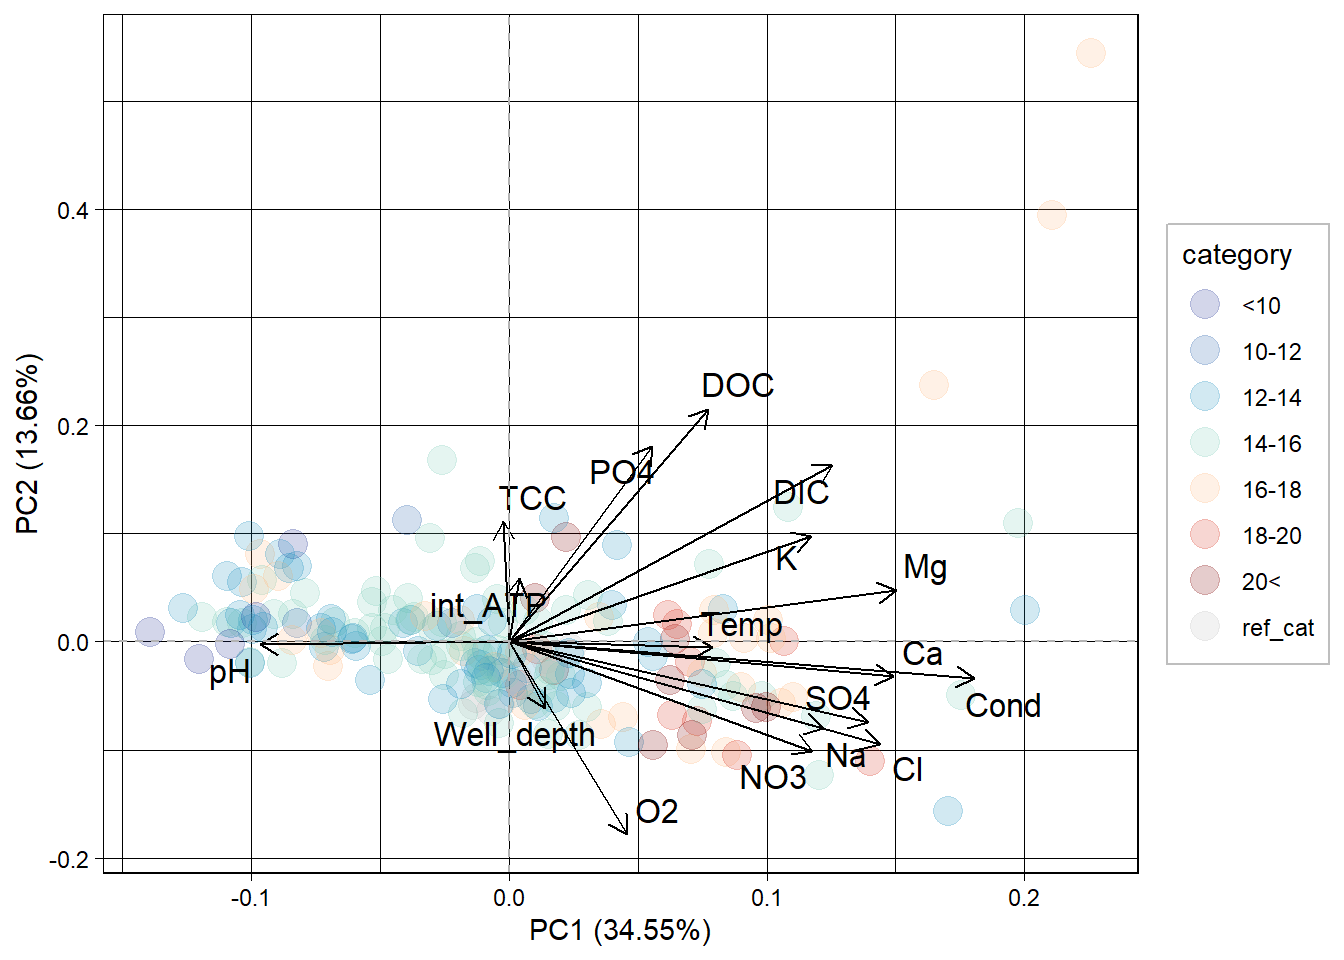 0.4
0.2
0.0
-0.2
PC2 (13.66%)
-0.1
0.0
0.1
0.2
PC1 (34.55%)
DOC
PO4
TCC
DIC
K
Mg
int_ATP
Temp
Ca
pH
SO4
Cond
Well_depth
Na
NO3
Cl
O2
category
<10
10-12
12-14
14-16
16-18
18-20
20<
ref_cat